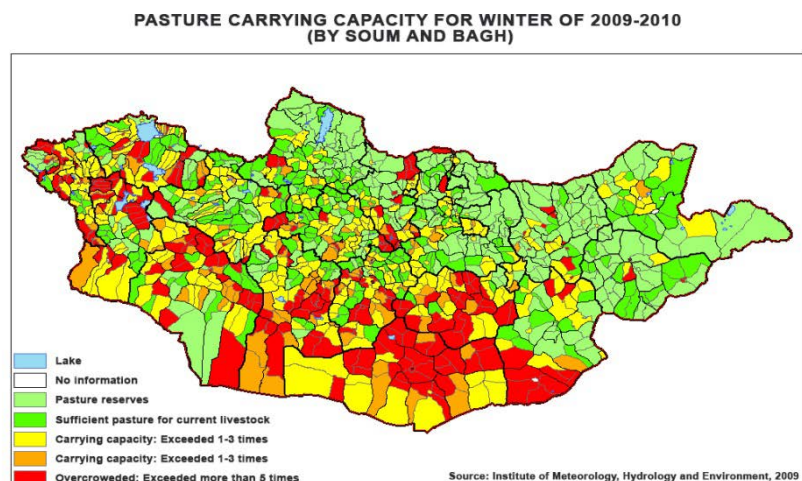 PASTURE CARRYING CAPACITY FOR WINTER OF 2009-2010
(BY SOUM AND BAGH)
Lake
No information
Pasture reserves
Sufficient pasture for current livestock
Carrying capacity: Exceeded 1-3 times
Carrying capacity: Exceeded 1-3 times
Overcroweded: Exceeded more than 5 times
Source: Institute of Meteorology, Hydrology and Environment, 2009